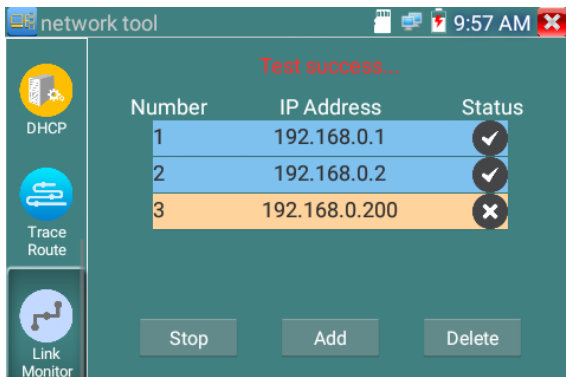 network tool
9:57 AM
Test success...
Number IP Address Status
1 192.168.0.1
2 192.168.0.2
3 192.168.0.200
DHCP
Trace
Route
Link
Monitor
Stop Add Delete